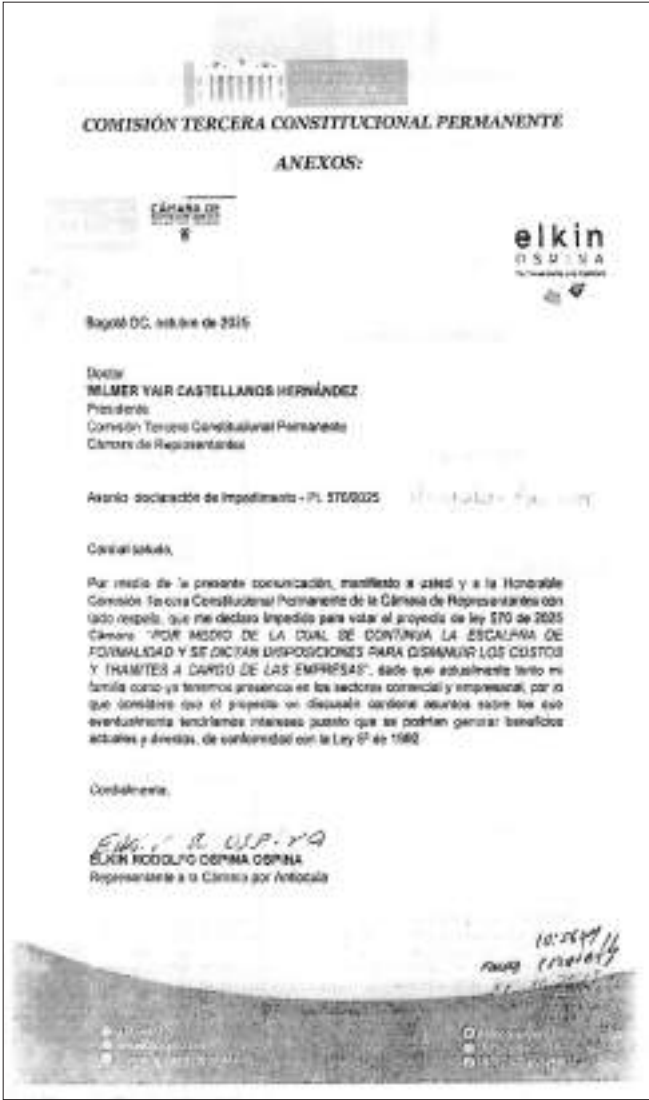 COMISIÓN TERCERA CONSTITUCIONAL PERMANENTE
ANEXOS:
CÁMARA DE
elkin
OSPINA
Bogotá DC, octubre de 2025
Doctor
WILMER YAIR CASTELLANOS HERNÁNDEZ
Presidente
Comisión Tercera Constitucional Permanente
Cámara de Representantes
Asunto: declaración de impedimento - PL 570/2025
Cordial saludo,
Por medio de la presente comunicación, manifiesto a usted y a la Honorable
Comisión Tercera Constitucional Permanente de la Cámara de Representantes con
todo respeto, que me declaro impedido para votar el proyecto de ley 570 de 2025
Cámara "POR MEDIO DE LA CUAL SE CONTINUA LA ESCALERA DE
FORMALIDAD Y SE DICTAN DISPOSICIONES PARA DISMINUIR LOS COSTOS
Y TRAMITES A CARGO DE LAS EMPRESAS", dado que actualmente tanto mi
familia como yo tenemos presencia en los sectores comercial y empresarial, por lo
que considero que el proyecto en discusión contiene asuntos sobre los que
eventualmente tendríamos intereses puesto que se podrían generar beneficios
actuales y directos, de conformidad con la Ley 5ª de 1992
Cordialmente,
ELKIN RODOLFO OSPINA OSPINA
Representante a la Cámara por Antioquia